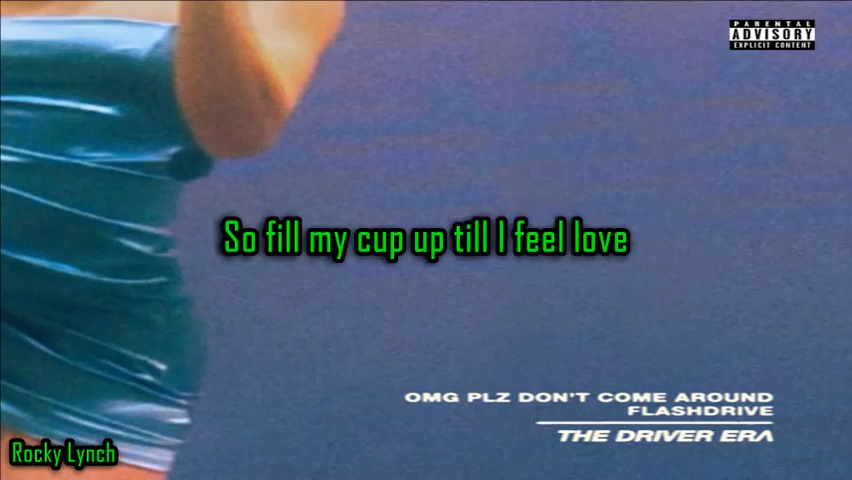 PARENTAL
ADVISORY
EXPLICIT CONTENT
So fill my cup up till I feel love
OMG PLZ DON'T COME AROUND
FLASHDRIVE
THE DRIVER ERA
Rocky Lynch